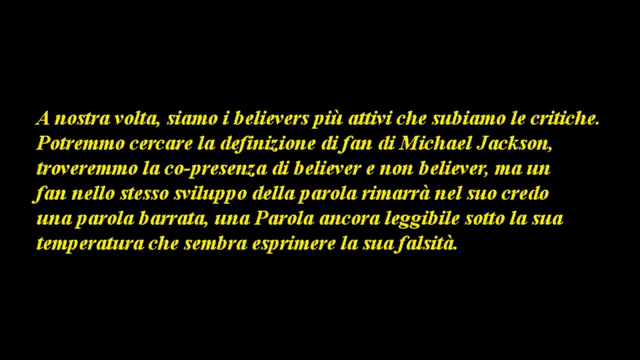 A nostra volta, siamo i believers più attivi che subiamo le critiche.
Potremmo cercare la definizione di fan di Michael Jackson,
troveremmo la co-presenza di believer e non believer, ma un
fan nello stesso sviluppo della parola rimarrà nel suo credo
una parola barrata, una Parola ancora leggibile sotto la sua
temperatura che sembra esprimere la sua falsità.